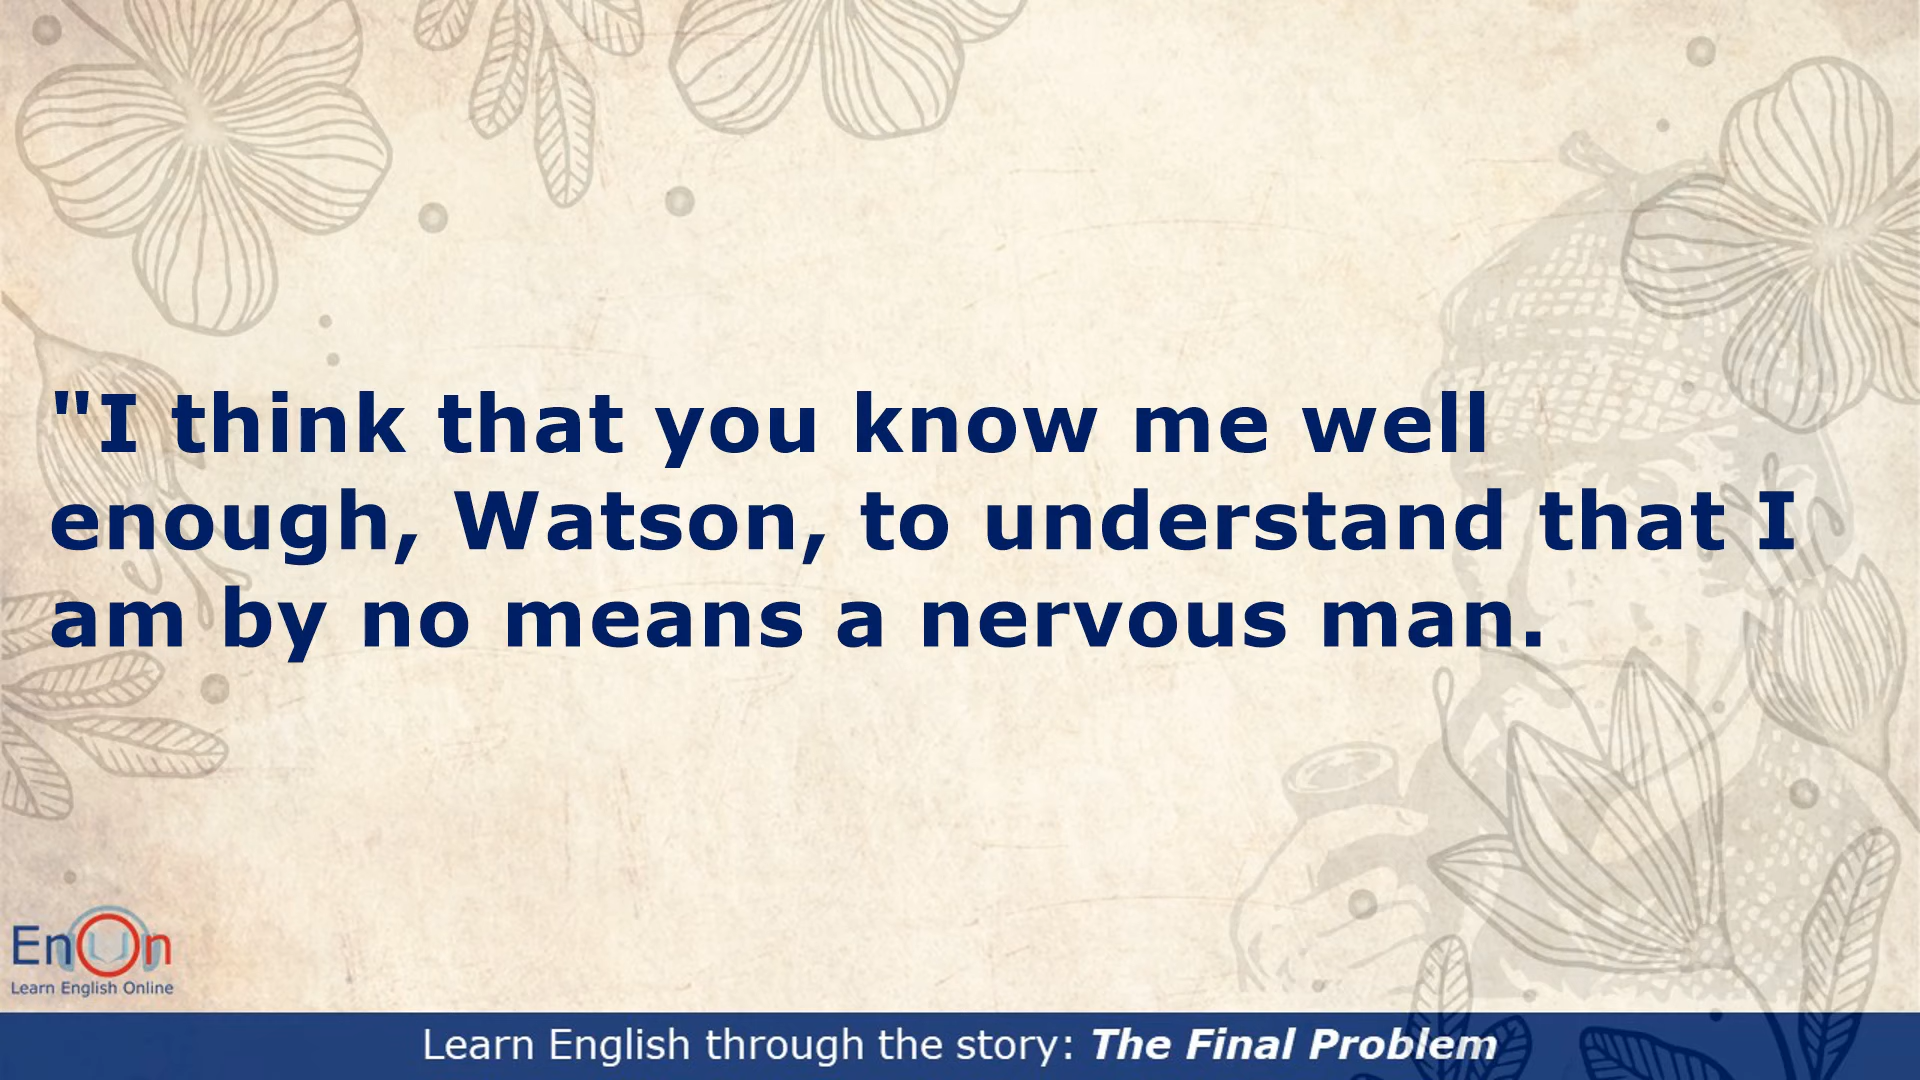 "I think that you know me well
enough, Watson, to understand that I
am by no means a nervous man.
EnOn
Learn English Online
Learn English through the story: The Final Problem